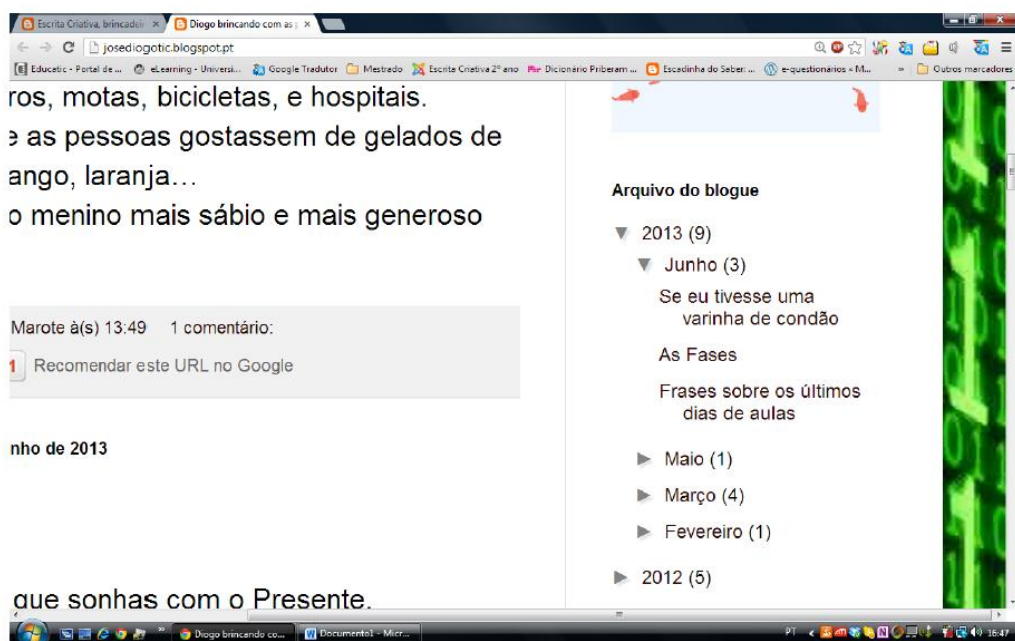 Escrita Criativa, brincadei
Diogo brincando com as
josediogotic.blogspot.pt
Educatic - Portal de ...
eLearning - Universi...
Google Tradutor
Mestrado
Escrita Criativa 2º ano
Dicionário Priberam ...
Escadinha do Saber: ...
e-questionários « M...
»
Outros marcadores
ros, motas, bicicletas, e hospitais.
e as pessoas gostassem de gelados de
ango, laranja...
o menino mais sábio e mais generoso
Marote à(s) 13:49 1 comentário:
1 Recomendar este URL no Google
nho de 2013
que sonhas com o Presente.
Arquivo do blogue
▼ 2013 (9)
▼ Junho (3)
Se eu tivesse uma
varinha de condão
As Fases
Frases sobre os últimos
dias de aulas
► Maio (1)
► Março (4)
► Fevereiro (1)
► 2012 (5)
Diogo brincando co...
Documento1 - Micr...
PT
16:47